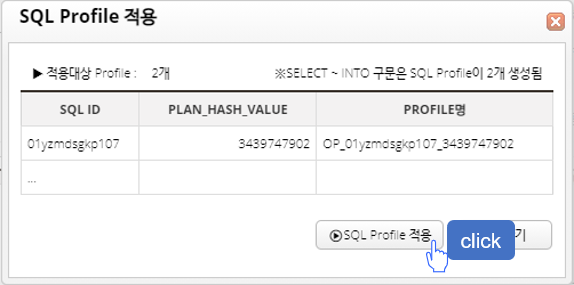 SQL Profile 적용
▶ 적용대상 Profile : 2개 ※SELECT ~ INTO 구문은 SQL Profile이 2개 생성됨
SQL ID PLAN_HASH_VALUE PROFILE명
01yzmdsgkp107 3439747902 OP_01yzmdsgkp107_3439747902
...
SQL Profile 적용 click 기